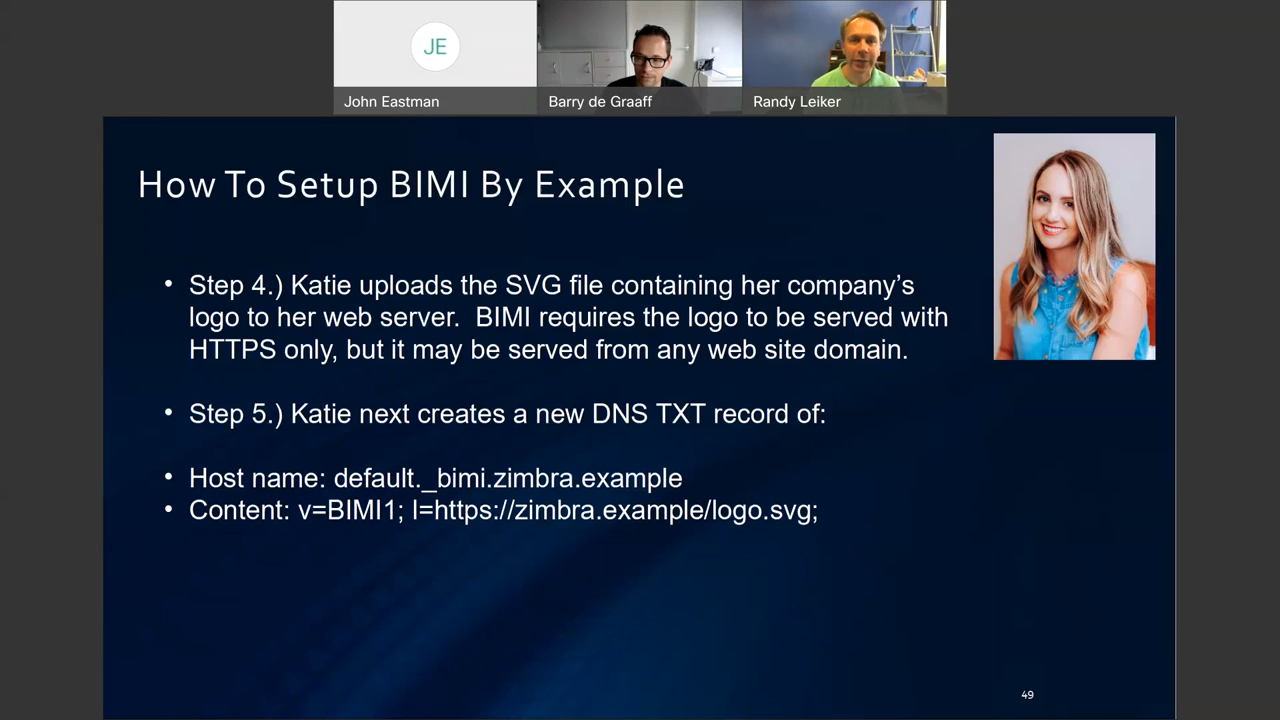 JE
John Eastman
Barry de Graaff
Randy Leiker
How To Setup BIMI By Example
• Step 4.) Katie uploads the SVG file containing her company's
logo to her web server.  BIMI requires the logo to be served with
HTTPS only, but it may be served from any web site domain.
• Step 5.) Katie next creates a new DNS TXT record of:
• Host name: default._bimi.zimbra.example
• Content: v=BIMI1; l=https://zimbra.example/logo.svg;
49